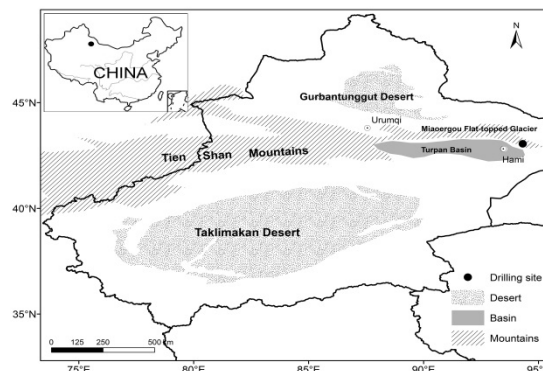 CHINA
N
45°N
40°N
35°N
Gurbantunggut Desert
Urumqi
Miaoergou Flat-topped Glacier
Tien Shan Mountains
Turpan Basin
Hami
Taklimakan Desert
Drilling site
Desert
Basin
Mountains
0 125 250 500 km
75°E 80°E 85°E 90°E 95°E